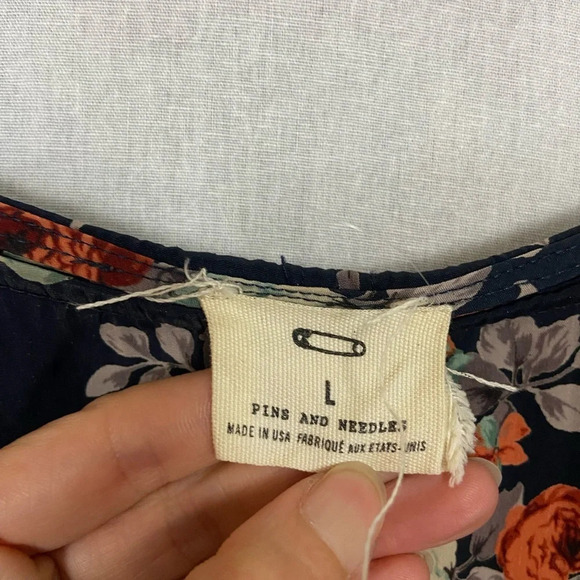 L
PINS AND NEEDLES
MADE IN USA FABRIQUÉ AUX ETATS-UNIS